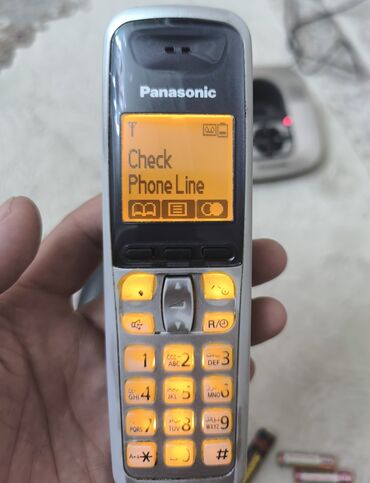 Panasonic
Check
Phone Line
R/
1
ABC 2
DEF 3
GHI 4
JKL 5
MNO 6
PQRS 7
TUV 8
WXYZ 9
#